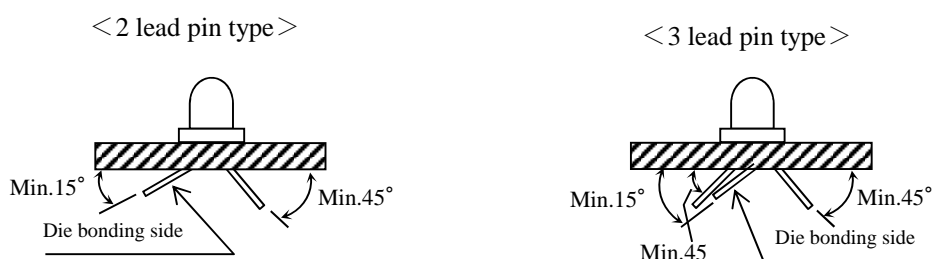 ＜2 lead pin type＞
Min.15°
Min.45°
Die bonding side
＜3 lead pin type＞
Min.15°
Min.45°
Min.45
Die bonding side